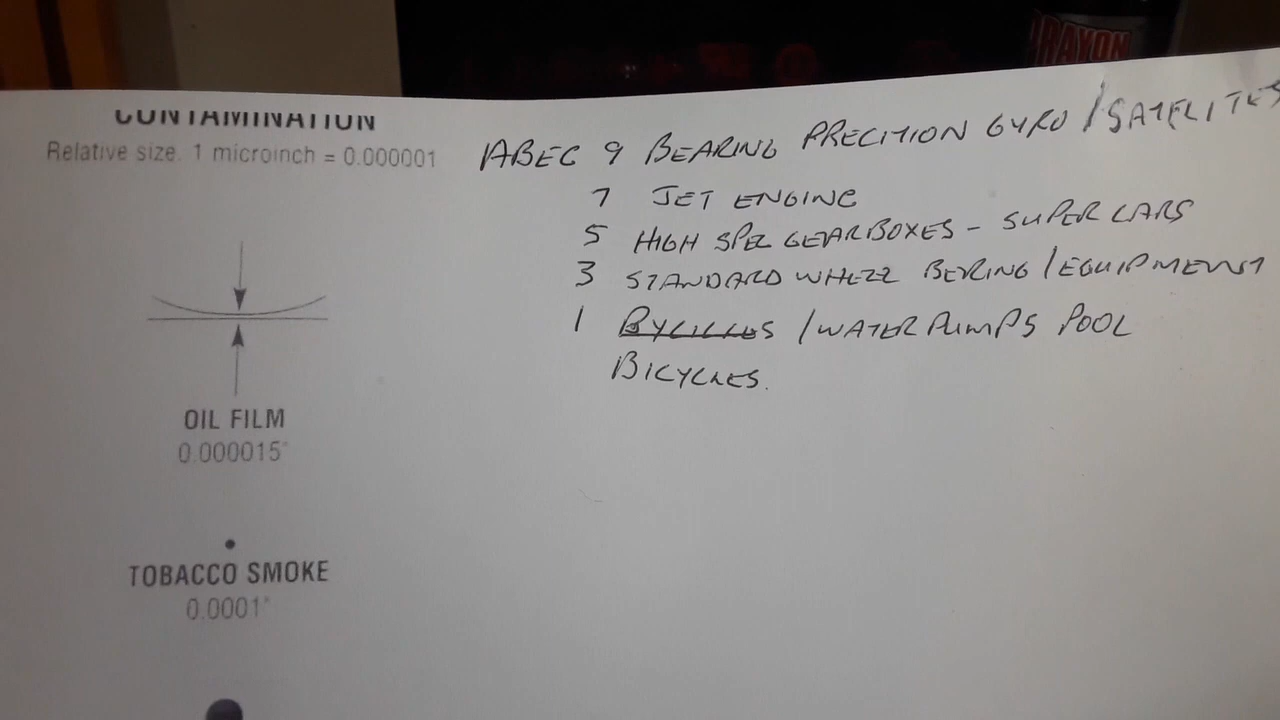 CONTAMINATION
Relative size. 1 microinch = 0.000001
OIL FILM
0.000015"
TOBACCO SMOKE
0.0001"
ABEC 9 BEARING PRECITION GYRO / SATELITES
7 JET ENGINE
5 HIGH SPEC GEARBOXES - SUPER CARS
3 STANDARD WHEEL BERING / EQUIPMENT
1 BYCICLES / WATER PUMPS POOL
BICYCLES.